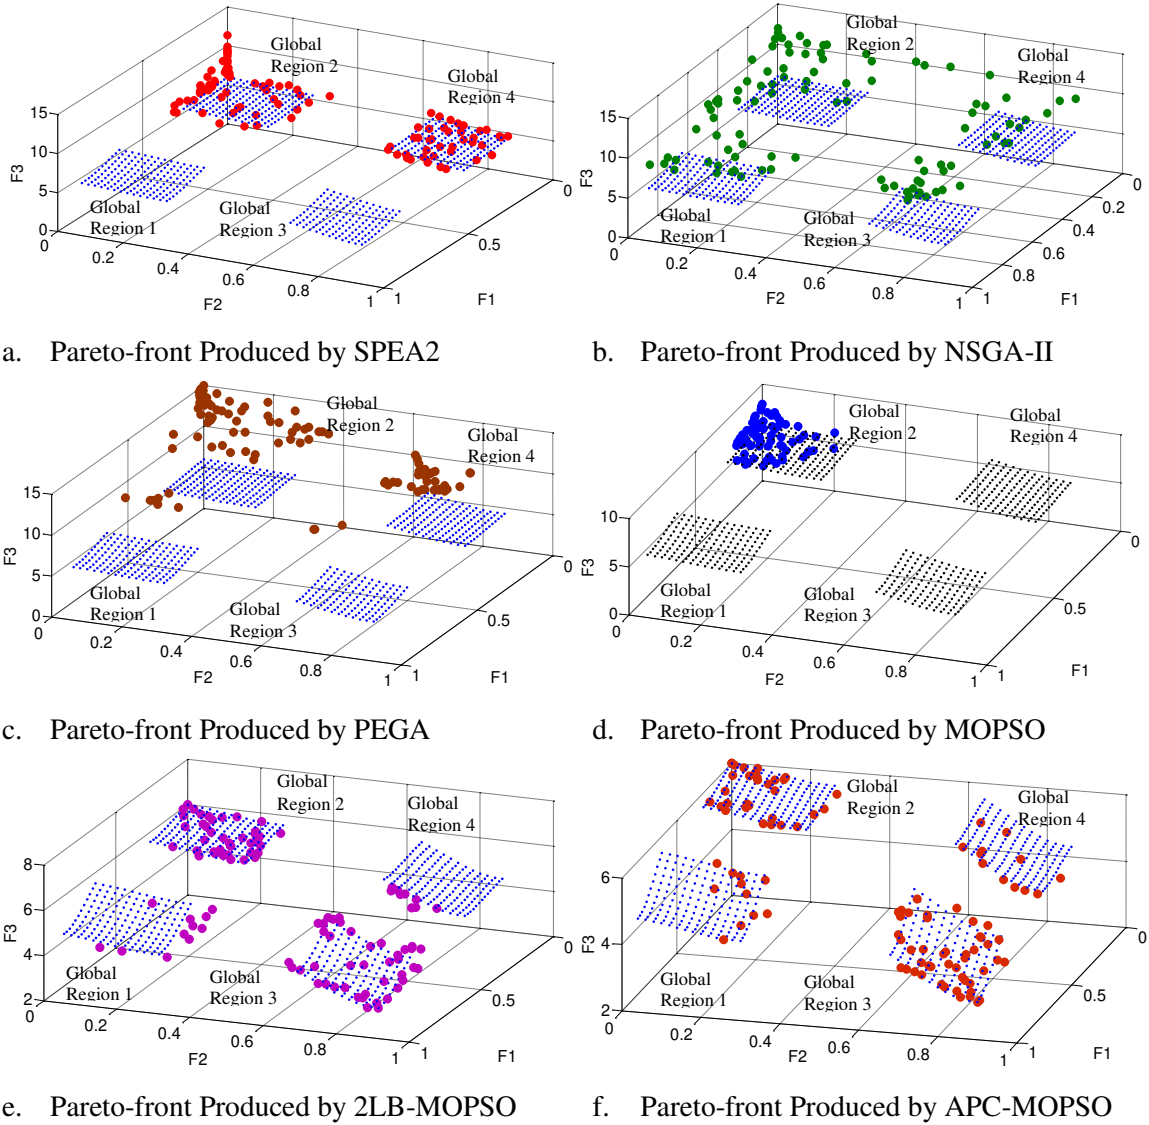 Global
Region 2
Global
Region 4
15
10
5
0
F3
Global
Region 1
Global
Region 3
0
0.2
0.4
0.6
0.8
1
1
0.5
0
F2
F1
a. Pareto-front Produced by SPEA2
Global
Region 2
Global
Region 4
15
10
5
0
F3
Global
Region 1
Global
Region 3
0
0.2
0.4
0.6
0.8
1
1
0.8
0.6
0.4
0.2
0
F2
F1
b. Pareto-front Produced by NSGA-II
Global
Region 2
Global
Region 4
15
10
5
0
F3
Global
Region 1
Global
Region 3
0
0.2
0.4
0.6
0.8
1
1
0.5
0
F2
F1
c. Pareto-front Produced by PEGA
Global
Region 2
Global
Region 4
10
5
0
F3
Global
Region 1
Global
Region 3
0
0.2
0.4
0.6
0.8
1
1
0.5
0
F2
F1
d. Pareto-front Produced by MOPSO
Global
Region 2
Global
Region 4
8
6
4
2
F3
Global
Region 1
Global
Region 3
0
0.2
0.4
0.6
0.8
1
1
0.5
0
F2
F1
e. Pareto-front Produced by 2LB-MOPSO
Global
Region 2
Global
Region 4
6
4
2
F3
Global
Region 1
Global
Region 3
0
0.2
0.4
0.6
0.8
1
1
0.5
0
F2
F1
f. Pareto-front Produced by APC-MOPSO